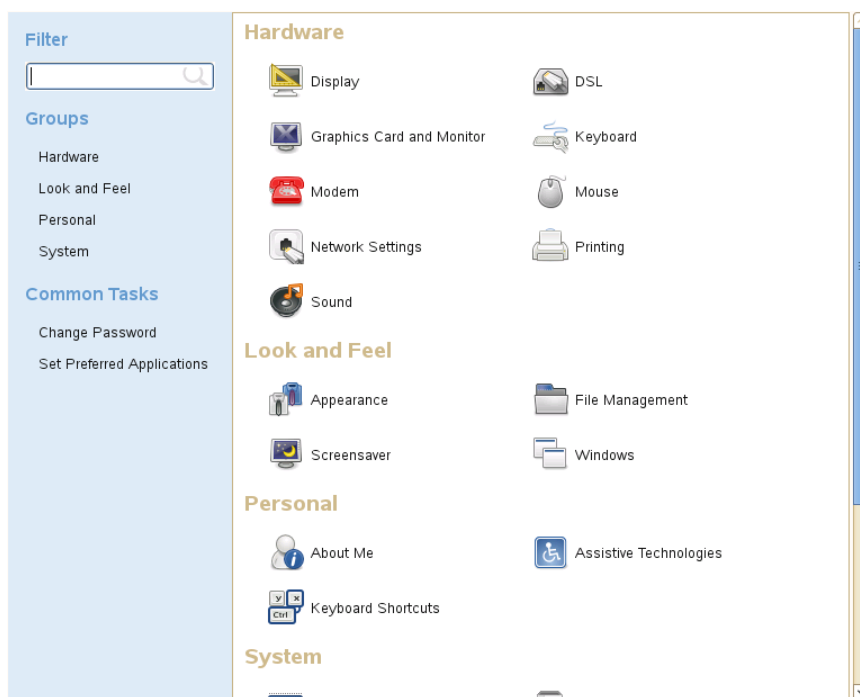 Filter
Groups
Hardware
Look and Feel
Personal
System
Common Tasks
Change Password
Set Preferred Applications
Hardware
Display
DSL
Graphics Card and Monitor
Keyboard
Modem
Mouse
Network Settings
Printing
Sound
Look and Feel
Appearance
File Management
Screensaver
Windows
Personal
About Me
Assistive Technologies
y x
Ctrl
Keyboard Shortcuts
System